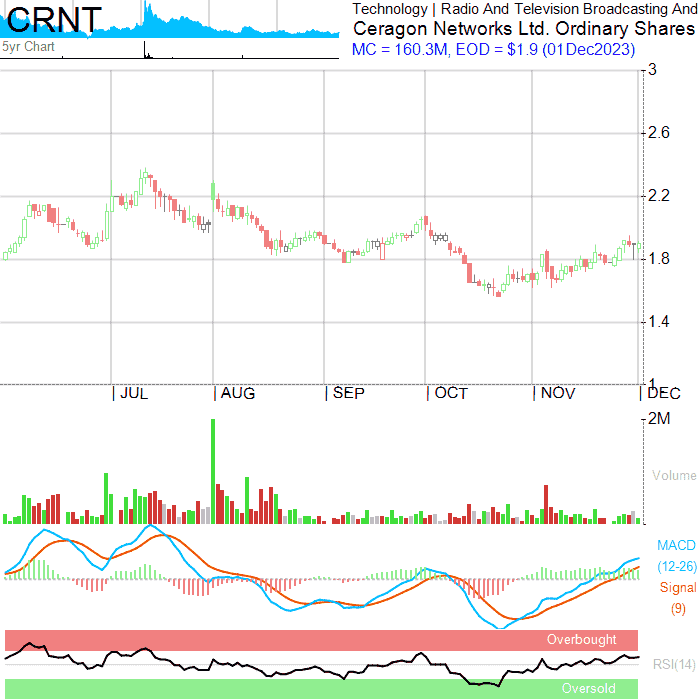 CRNT
5yr Chart
Technology | Radio And Television Broadcasting And
Ceragon Networks Ltd. Ordinary Shares
MC = 160.3M, EOD = $1.9 (01Dec2023)
3
2.6
2.2
1.8
1.4
1
| JUL | AUG | SEP | OCT | NOV | DEC
2M
Volume
MACD
(12-26)
Signal
(9)
Overbought
RSI(14)
Oversold